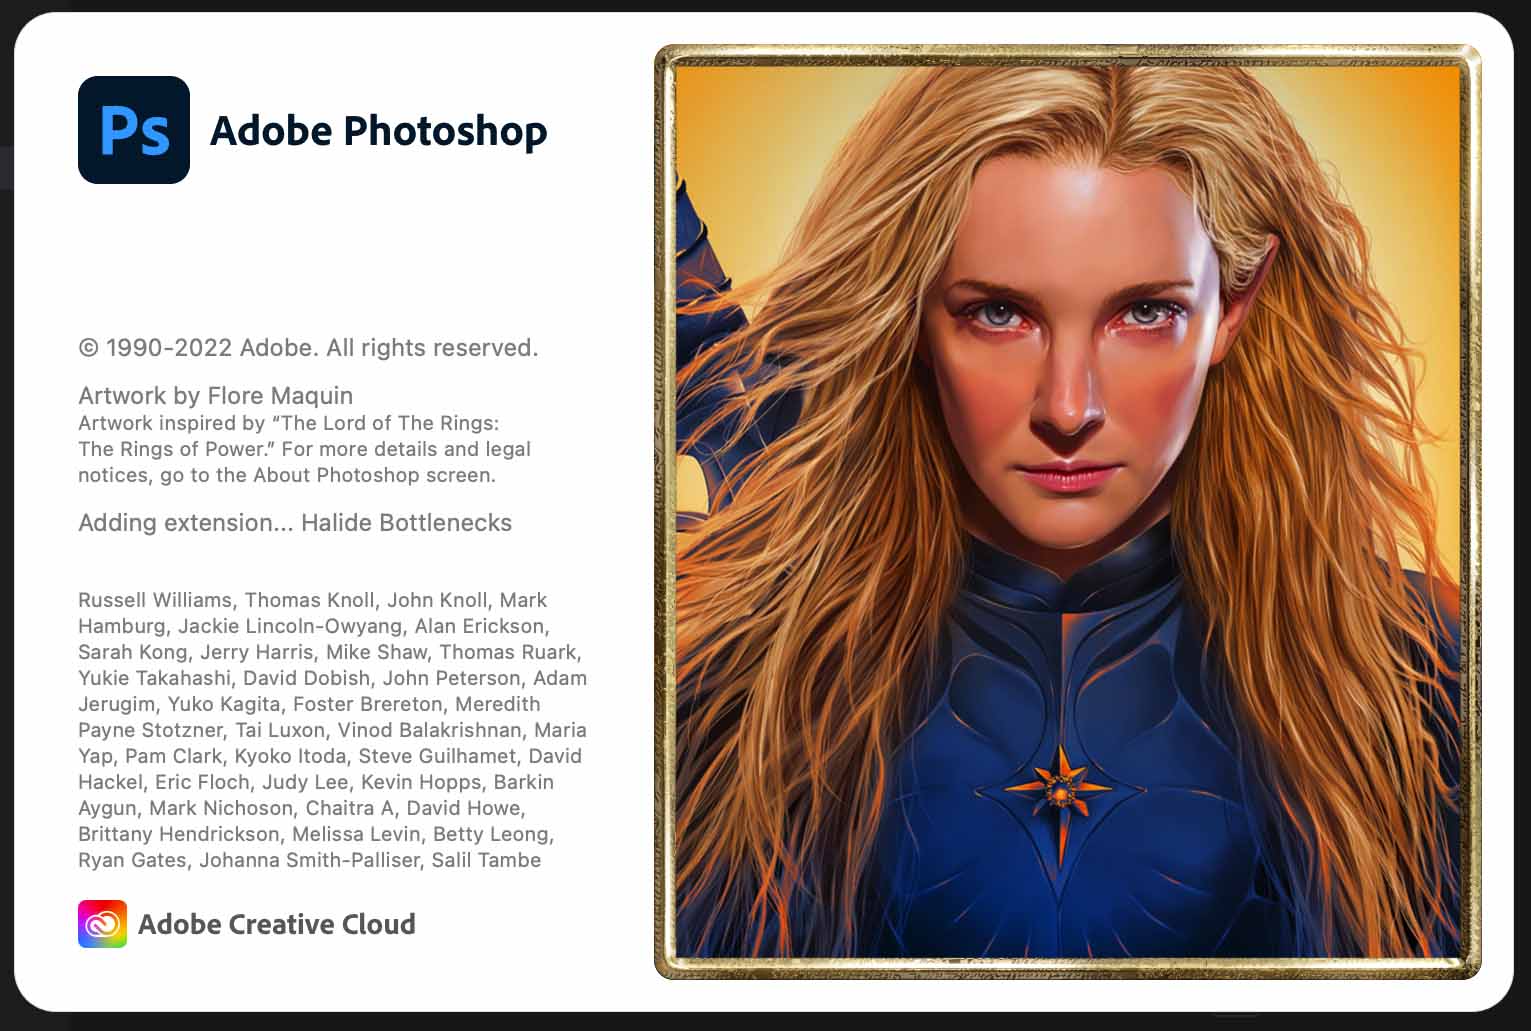 Ps
Adobe Photoshop
© 1990-2022 Adobe. All rights reserved.
Artwork by Flore Maquin
Artwork inspired by “The Lord of The Rings:
The Rings of Power.” For more details and legal
notices, go to the About Photoshop screen.
Adding extension... Halide Bottlenecks
Russell Williams, Thomas Knoll, John Knoll, Mark
Hamburg, Jackie Lincoln-Owyang, Alan Erickson,
Sarah Kong, Jerry Harris, Mike Shaw, Thomas Ruark,
Yukie Takahashi, David Dobish, John Peterson, Adam
Jerugim, Yuko Kagita, Foster Brereton, Meredith
Payne Stotzner, Tai Luxon, Vinod Balakrishnan, Maria
Yap, Pam Clark, Kyoko Itoda, Steve Guilhamet, David
Hackel, Eric Floch, Judy Lee, Kevin Hopps, Barkin
Aygun, Mark Nichoson, Chaitra A, David Howe,
Brittany Hendrickson, Melissa Levin, Betty Leong,
Ryan Gates, Johanna Smith-Palliser, Salil Tambe
Adobe Creative Cloud